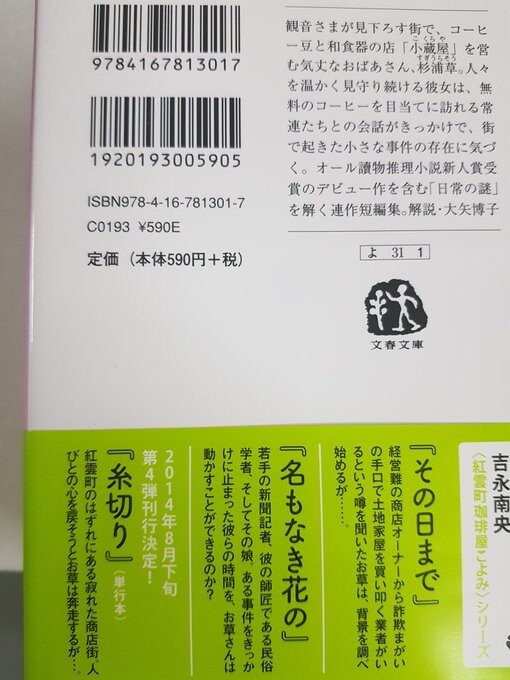 9784167813017
1920193005905
ISBN978-4-16-781301-7
C0193 ¥590E
定価（本体590円＋税）
観音さまが見下ろす街で、コーヒ
ー豆と和食器の店「小蔵屋」を営
こくらや
む気丈なおばあさん、杉浦草。人々
すぎうらそう
を温かく見守り続ける彼女は、無
料のコーヒーを目当てに訪れる常
連たちとの会話がきっかけで、街
で起きた小さな事件の存在に気づ
く。オール讀物推理小説新人賞受
賞のデビュー作を含む「日常の謎」
を解く連作短編集。解説・大矢博子
よ 31 1
文春文庫
吉永南央
〈紅雲町珈琲屋こよみ〉シリーズ
『その日まで』
経営難の商店オーナーから詐欺まがい
の手口で土地家屋を買い叩く業者がい
るという噂を聞いたお草は、背景を調べ
始めるが……。
『名もなき花の』
若手の新聞記者、彼の師匠である民俗
学者、そしてその娘。ある事件をきっか
けに止まった彼らの時間を、お草さんは
動かすことができるのか？
2014年8月下旬
第4弾刊行決定！
『糸切り』〈単行本〉
紅雲町のはずれにある寂れた商店街。人
びとの心を戻そうとお草は奔走するが…。